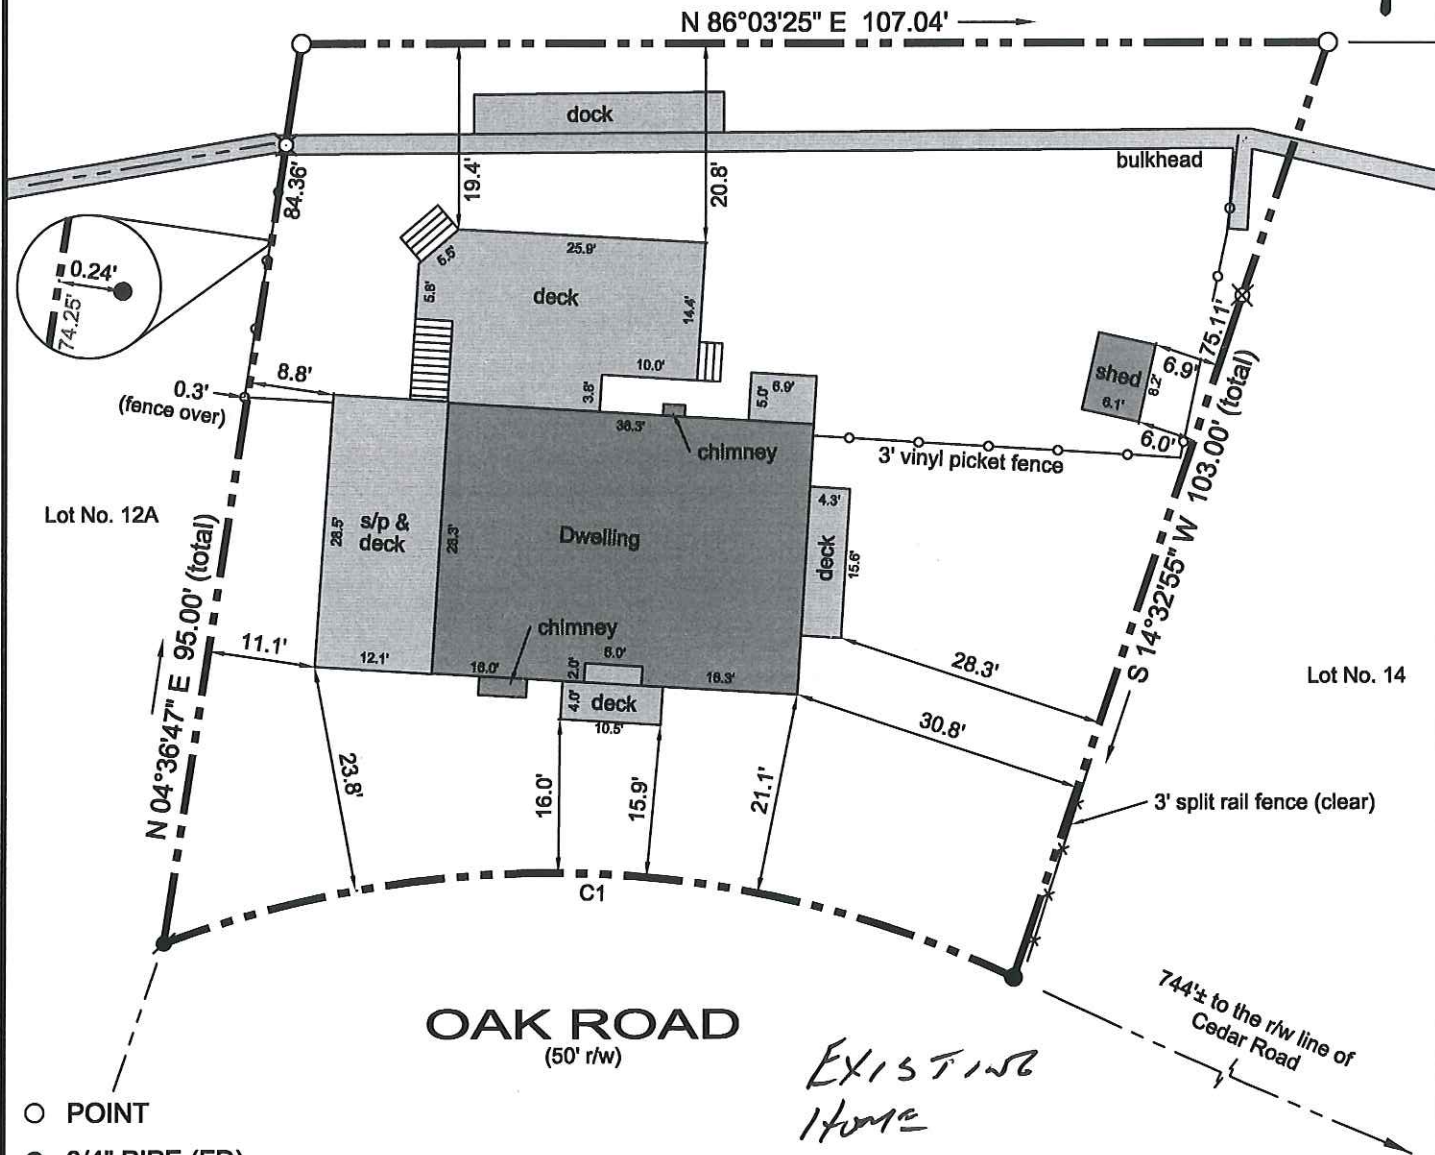 N 86°03'25" E 107.04'
dock
bulkhead
84.36'
19.4'
20.8'
0.24'
74.25'
5.5'
25.9'
5.8'
deck
14.4'
10.0'
3.8'
75.11'
shed
6.9'
8.2'
6.1'
6.0'
8.8'
0.3'
(fence over)
5.0'
6.9'
36.3'
chimney
3' vinyl picket fence
Lot No. 12A
28.5'
s/p &
deck
28.3'
Dwelling
4.3'
deck
15.6'
S 14°32'55" W 103.00' (total)
N 04°36'47" E 95.00' (total)
11.1'
12.1'
chimney
16.0'
2.0'
6.0'
16.3'
4.0'
deck
10.5'
28.3'
30.8'
Lot No. 14
23.8'
16.0'
15.9'
21.1'
3' split rail fence (clear)
C1
OAK ROAD
(50' r/w)
744'± to the r/w line of
Cedar Road
EXISTING
Home
POINT
3/4" PIPE (FD)